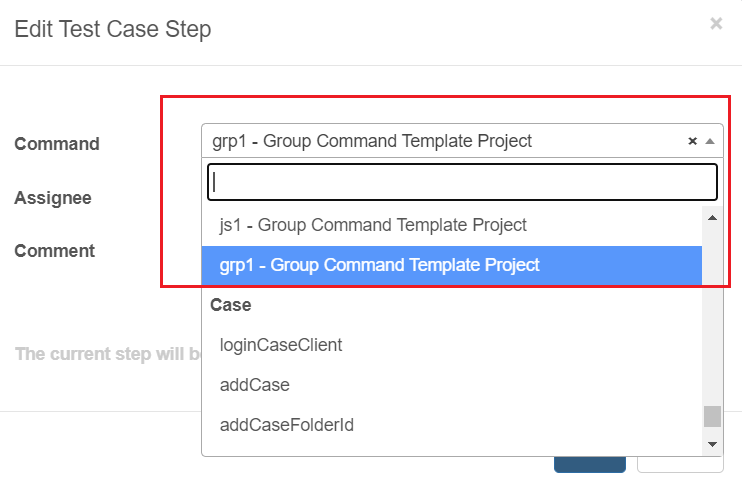 Edit Test Case Step
×
Command
grp1 - Group Command Template Project
×
Assignee
js1 - Group Command Template Project
Comment
grp1 - Group Command Template Project
Case
loginCaseClient
The current step will b
addCase
addCaseFolderId